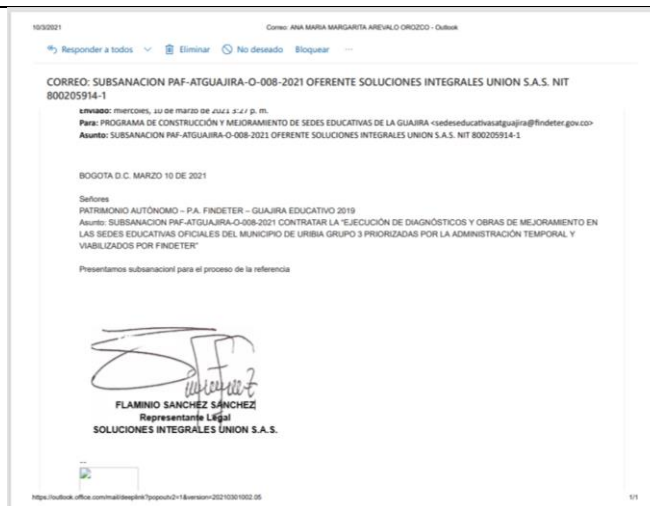 10/3/2021
Correo: ANA MARIA MARGARITA AREVALO OROZCO - Outlook
Responder a todos Eliminar No deseado Bloquear ...
CORREO: SUBSANACION PAF-ATGUAJIRA-O-008-2021 OFERENTE SOLUCIONES INTEGRALES UNION S.A.S. NIT
800205914-1
Enviado: miércoles, 10 de marzo de 2021 3:27 p. m.
Para: PROGRAMA DE CONSTRUCCIÓN Y MEJORAMIENTO DE SEDES EDUCATIVAS DE LA GUAJIRA <sedeseducativasatguajira@findeter.gov.co>
Asunto: SUBSANACION PAF-ATGUAJIRA-O-008-2021 OFERENTE SOLUCIONES INTEGRALES UNION S.A.S. NIT 800205914-1
BOGOTA D.C. MARZO 10 DE 2021
Señores
PATRIMONIO AUTÓNOMO – P.A. FINDETER – GUAJIRA EDUCATIVO 2019
Asunto: SUBSANACION PAF-ATGUAJIRA-O-008-2021 CONTRATAR LA "EJECUCIÓN DE DIAGNÓSTICOS Y OBRAS DE MEJORAMIENTO EN
LAS SEDES EDUCATIVAS OFICIALES DEL MUNICIPIO DE URIBIA GRUPO 3 PRIORIZADAS POR LA ADMINISTRACIÓN TEMPORAL Y
VIABILIZADOS POR FINDETER"
Presentamos subsanacionl para el proceso de la referencia
FLAMINIO SANCHEZ SANCHEZ
Representante Legal
SOLUCIONES INTEGRALES UNION S.A.S.
--
https://outlook.office.com/mail/deeplink?popoutv2=1&version=20210301002.05
1/1